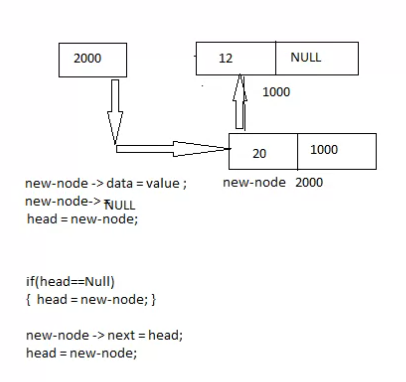 2000
12 NULL
1000
20 1000
new-node 2000
new-node -> data = value ;
new-node-> NULL
head = new-node;
if(head==Null)
{ head = new-node; }
new-node -> next = head;
head = new-node;